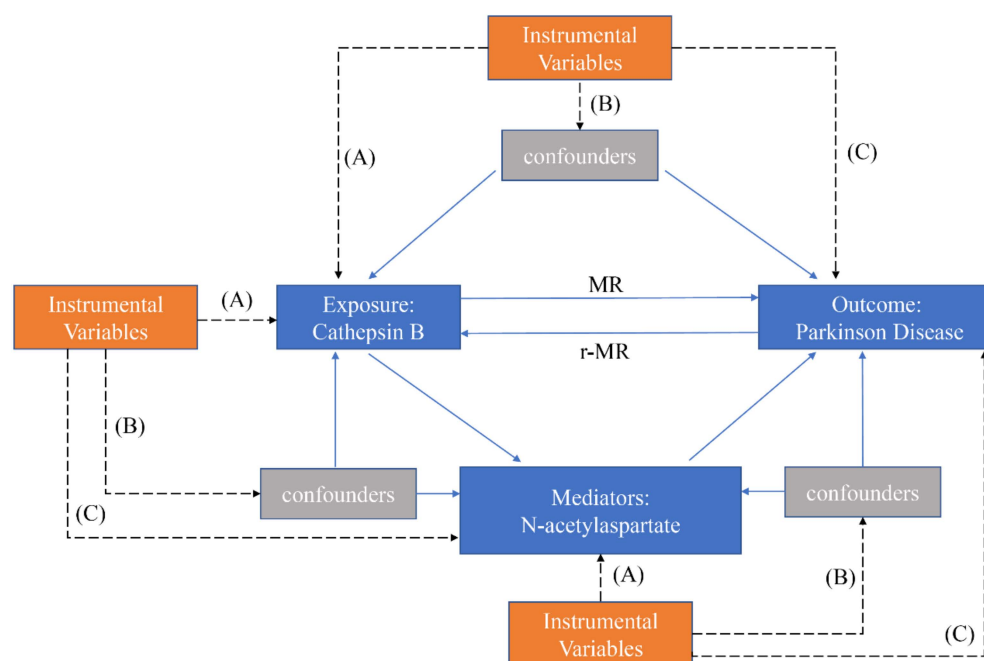 Instrumental
Variables
(B)
(A)
confounders
(C)
MR
Instrumental
Variables
(A)
Exposure:
Cathepsin B
Outcome:
Parkinson Disease
r-MR
(B)
confounders
(C)
Mediators:
N-acetylaspartate
confounders
(A)
(B)
Instrumental
Variables
(C)